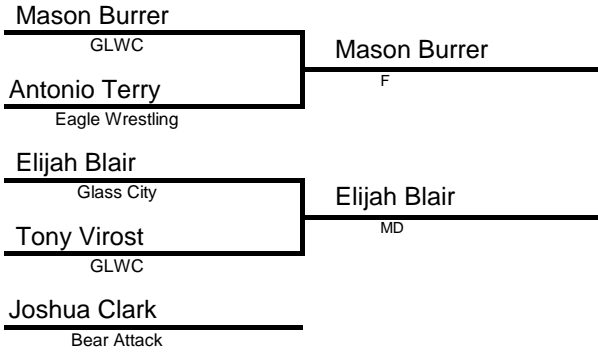 Mason Burrer
GLWC
Mason Burrer
F
Antonio Terry
Eagle Wrestling
Elijah Blair
Glass City
Elijah Blair
MD
Tony Virost
GLWC
Joshua Clark
Bear Attack